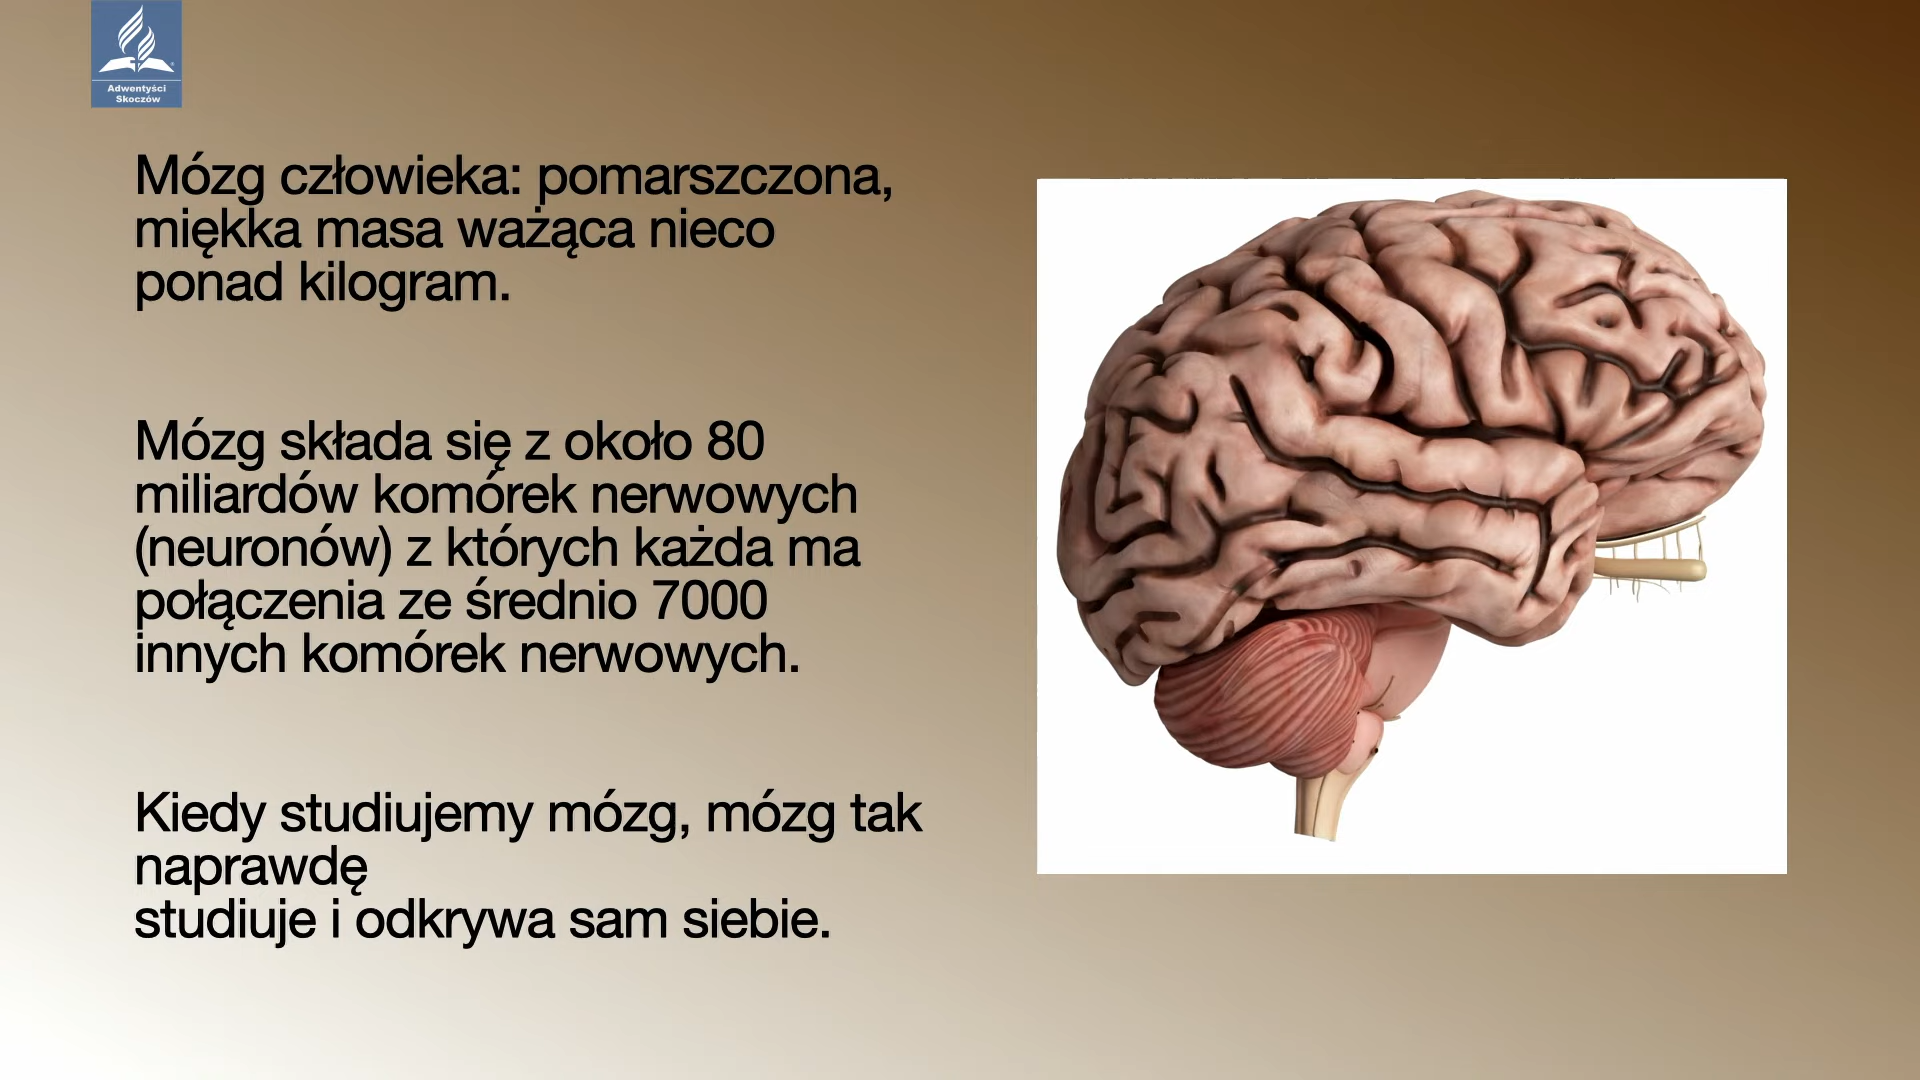 Adwentyści
Skoczów
Mózg człowieka: pomarszczona,
miękka masa ważąca nieco
ponad kilogram.
Mózg składa się z około 80
miliardów komórek nerwowych
(neuronów) z których każda ma
połączenia ze średnio 7000
innych komórek nerwowych.
Kiedy studiujemy mózg, mózg tak
naprawdę
studiuje i odkrywa sam siebie.